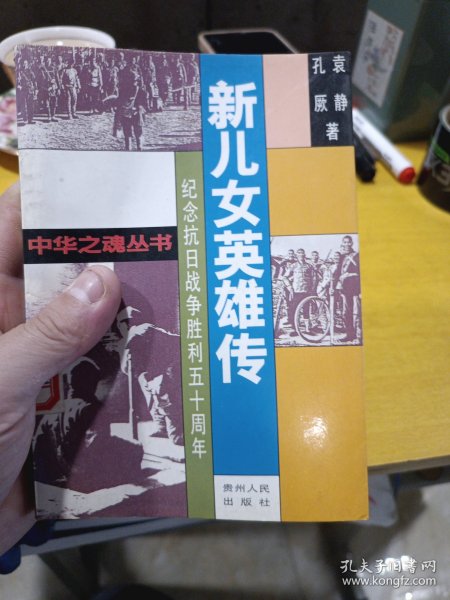 袁静
孔厥 著
新儿女英雄传
纪念抗日战争胜利五十周年
中华之魂丛书
贵州人民
出版社
孔夫子旧书网
www.kongfz.com